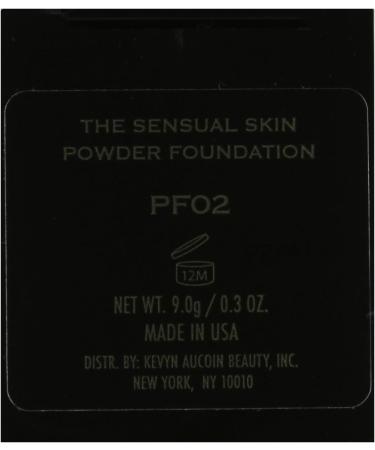 THE SENSUAL SKIN
POWDER FOUNDATION
PF02
12M
NET WT. 9.0g / 0.3 OZ.
MADE IN USA
DISTR. BY: KEVYN AUCOIN BEAUTY, INC.
NEW YORK, NY 10010